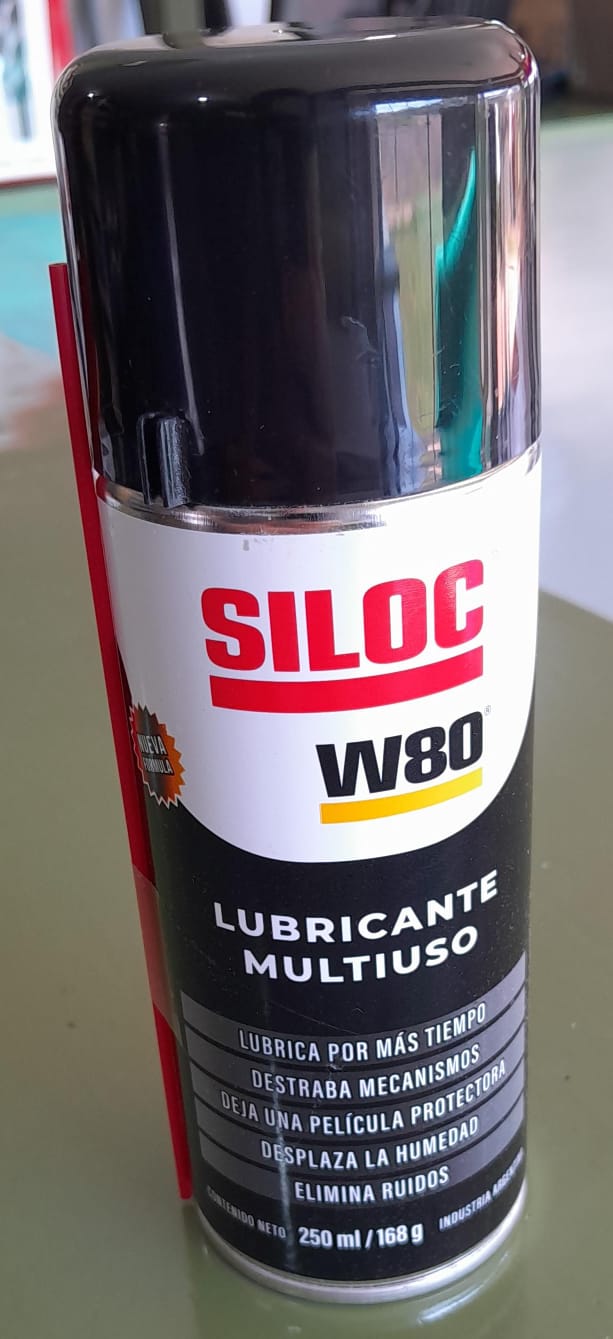 SILOC
W80®
NUEVA
FÓRMULA
LUBRICANTE
MULTIUSO
LUBRICA POR MÁS TIEMPO
DESTRABA MECANISMOS
DEJA UNA PELÍCULA PROTECTORA
DESPLAZA LA HUMEDAD
ELIMINA RUIDOS
CONTENIDO NETO 250 ml / 168 g INDUSTRIA